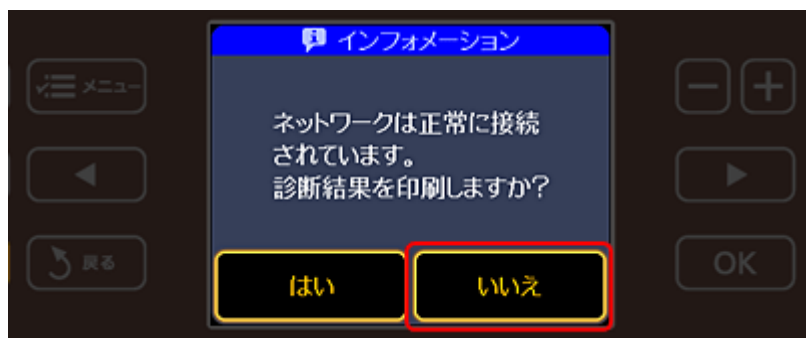 インフォメーション
メニュー
ネットワークは正常に接続
されています。
診断結果を印刷しますか?
戻る
はい
いいえ
OK